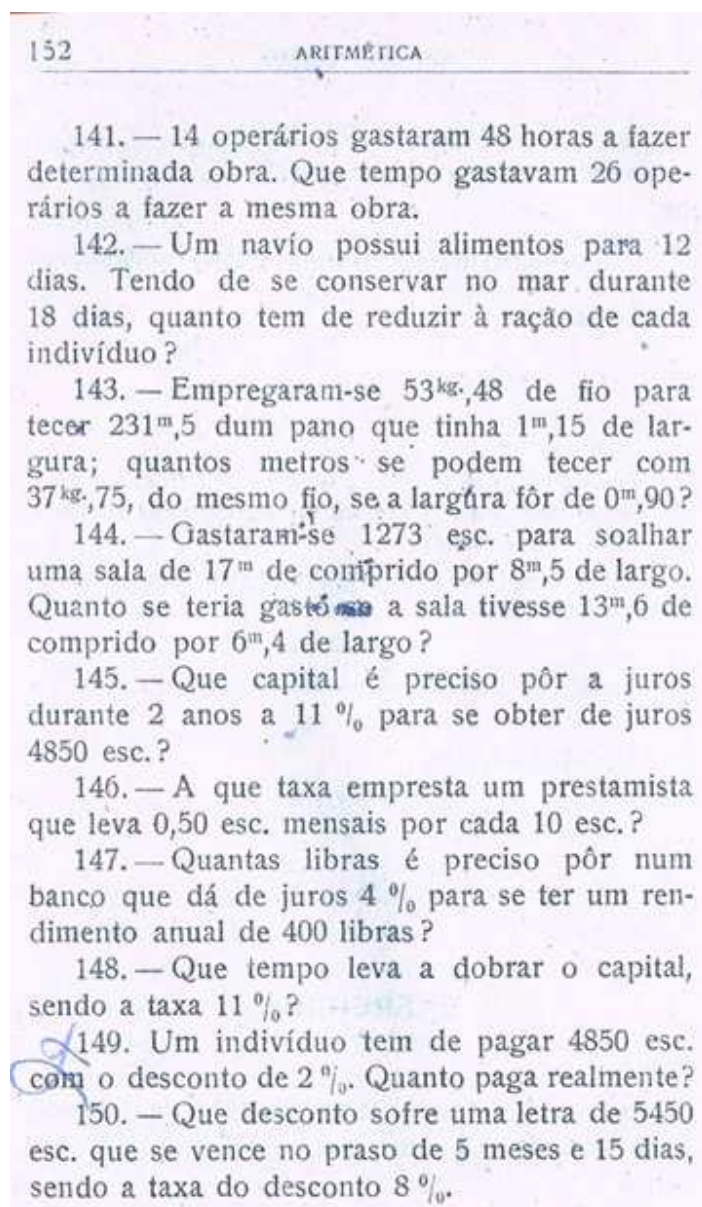 152 ARITMÉTICA
141. — 14 operários gastaram 48 horas a fazer
determinada obra. Que tempo gastavam 26 ope-
rários a fazer a mesma obra.
142. — Um navío possui alimentos para 12
dias. Tendo de se conservar no mar durante
18 dias, quanto tem de reduzir à ração de cada
indivíduo?
143. — Empregaram-se 53kg.,48 de fio para
tecer 231m,5 dum pano que tinha 1m,15 de lar-
gura; quantos metros se podem tecer com
37kg.,75, do mesmo fio, se a largura fôr de 0m,90?
144. — Gastaram-se 1273 esc. para soalhar
uma sala de 17m de comprido por 8m,5 de largo.
Quanto se teria gasto a sala tivesse 13m,6 de
comprido por 6m,4 de largo?
145. — Que capital é preciso pôr a juros
durante 2 anos a 11 % para se obter de juros
4850 esc.?
146. — A que taxa empresta um prestamista
que leva 0,50 esc. mensais por cada 10 esc.?
147. — Quantas libras é preciso pôr num
banco que dá de juros 4 % para se ter um ren-
dimento anual de 400 libras?
148. — Que tempo leva a dobrar o capital,
sendo a taxa 11 %?
149. Um indivíduo tem de pagar 4850 esc.
com o desconto de 2 %. Quanto paga realmente?
150. — Que desconto sofre uma letra de 5450
esc. que se vence no praso de 5 meses e 15 dias,
sendo a taxa do desconto 8 %.